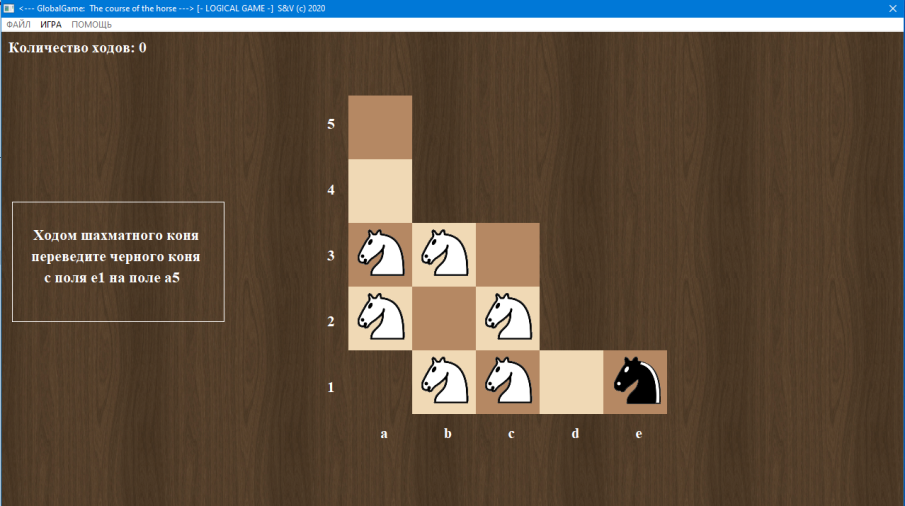 <--- GlobalGame: The course of the horse ---> [- LOGICAL GAME -] S&V (c) 2020
ФАЙЛ ИГРА ПОМОЩЬ
Количество ходов: 0
5
4
Ходом шахматного коня
переведите черного коня
с поля e1 на поле a5
3
2
1
a b c d e